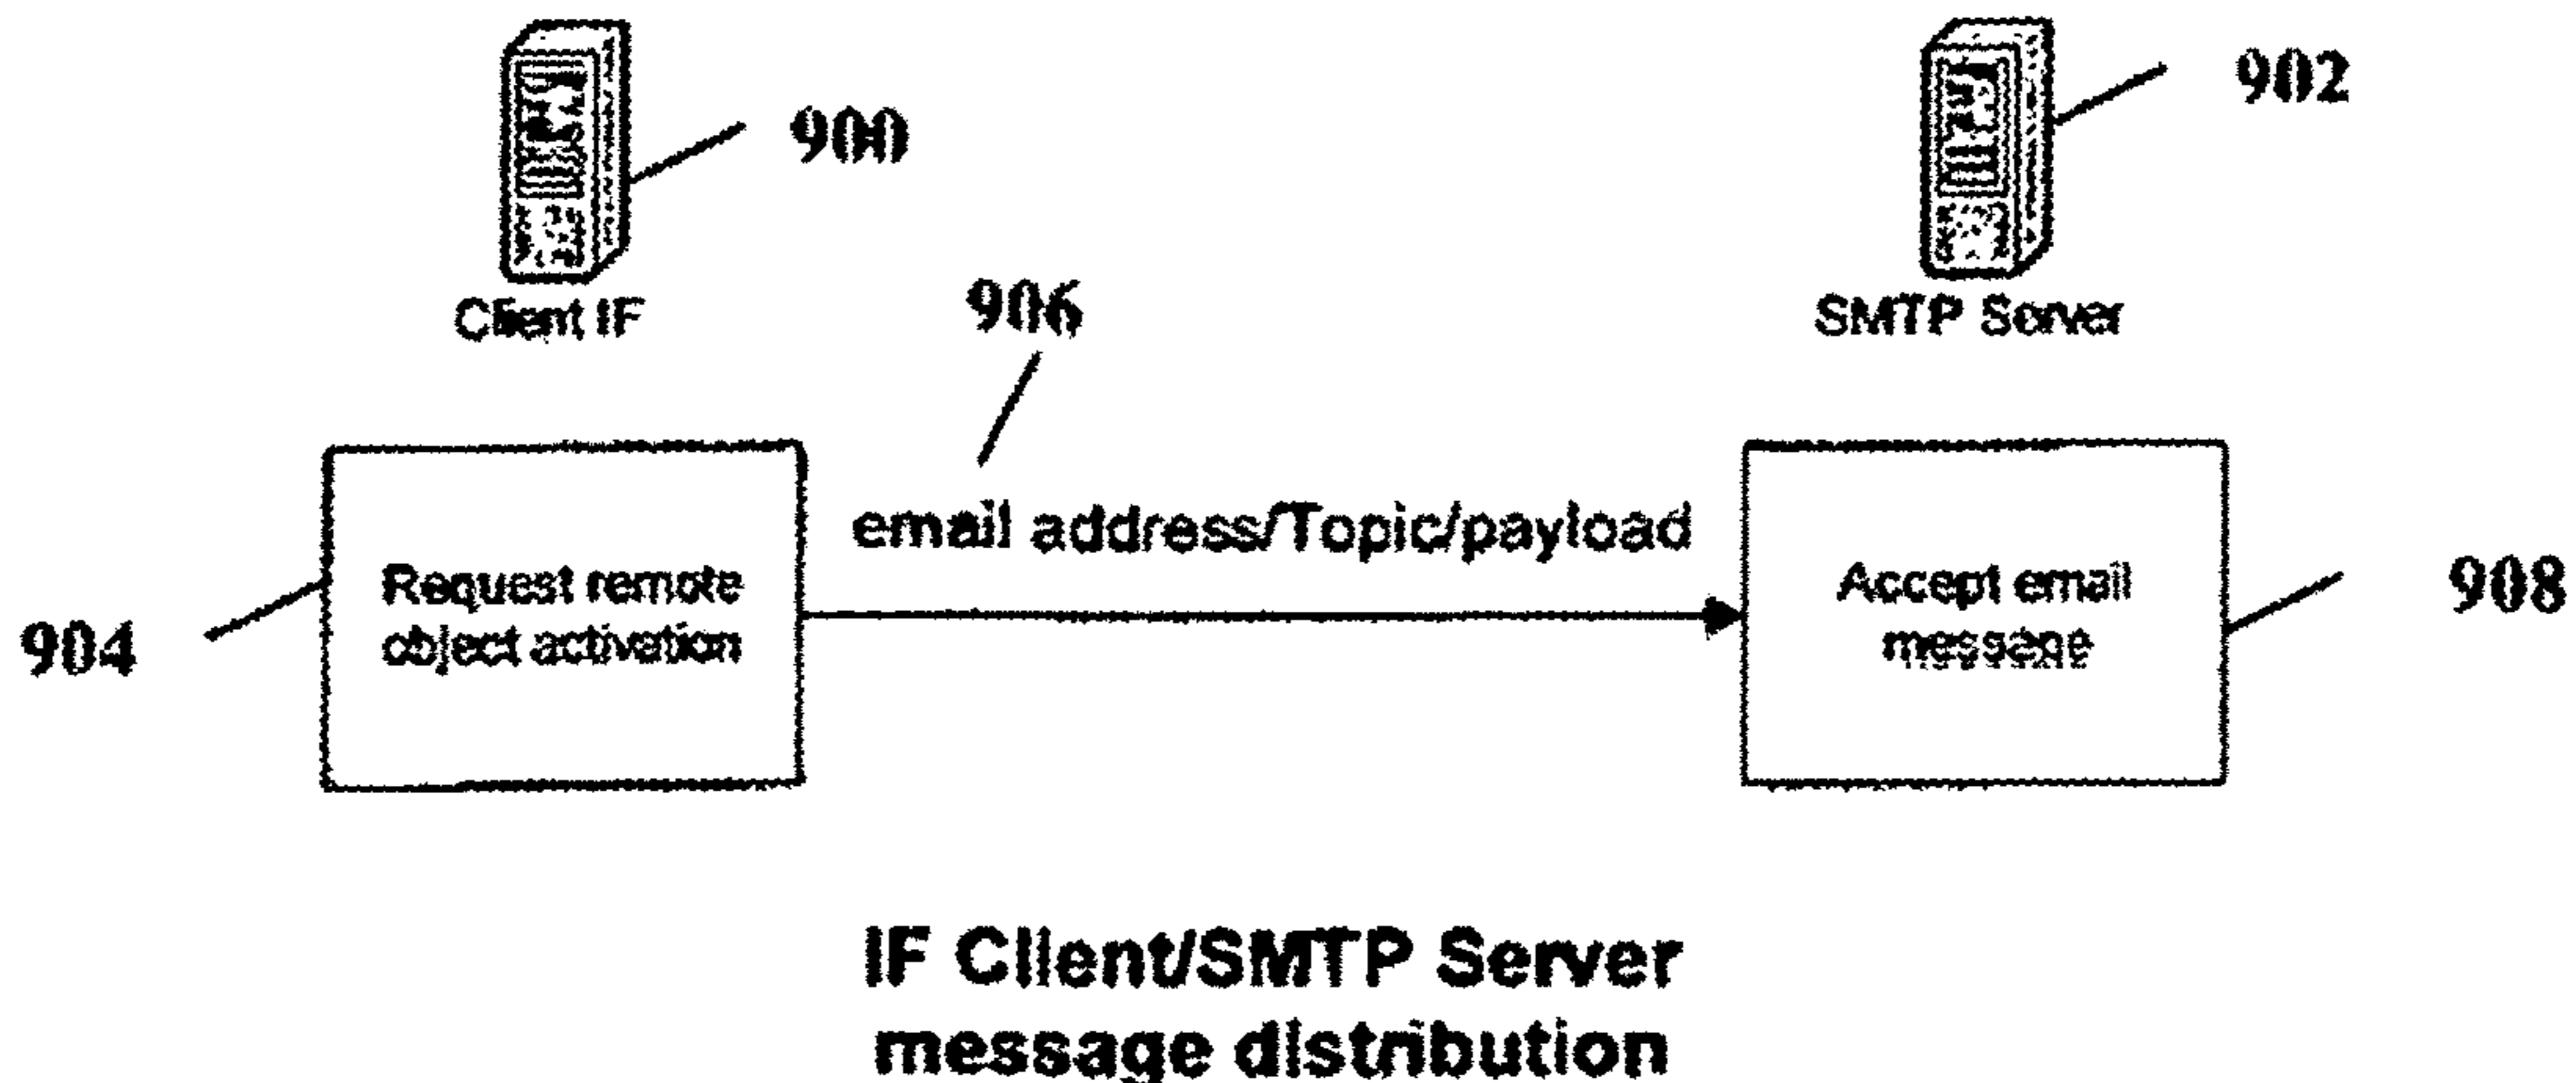 900
902
Client IF
SMTP Server
906
email address/Topic/payload
904
Request remote
object activation
Accept email
message
908
IF Client/SMTP Server
message distribution